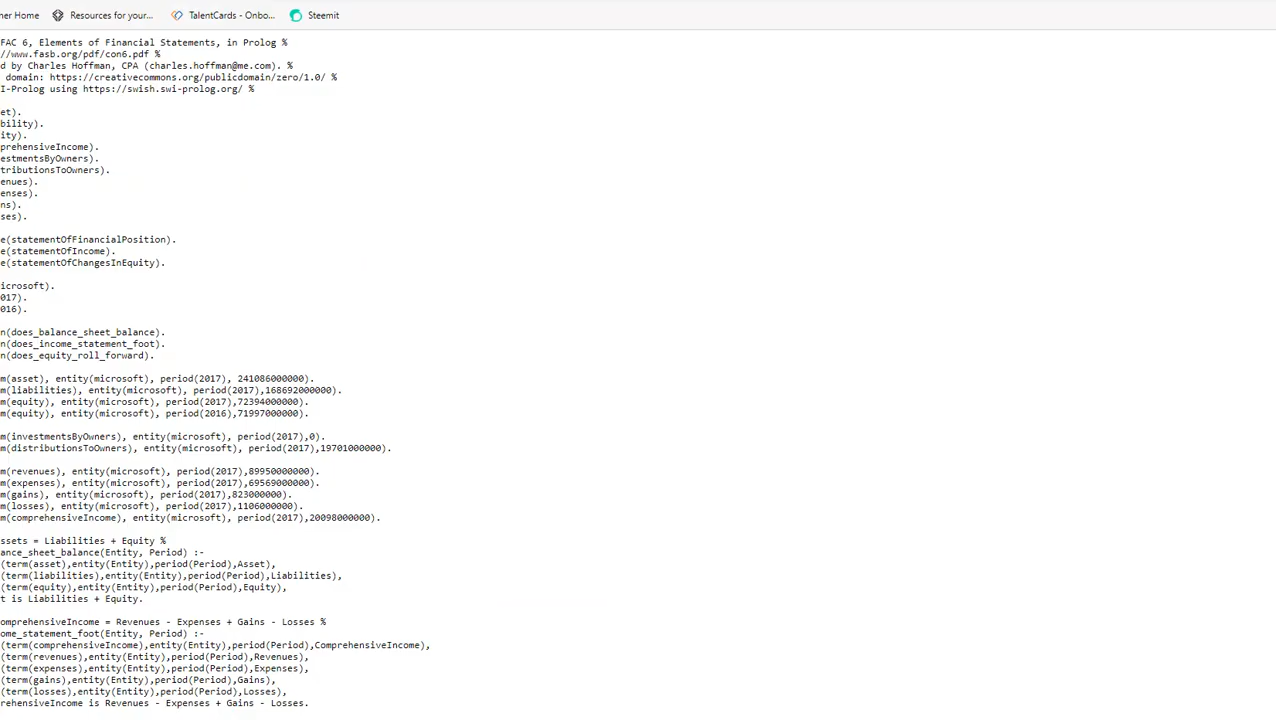 ner Home
Resources for your...
TalentCards - Onbo...
Steemit
FAC 6, Elements of Financial Statements, in Prolog %
//www.fasb.org/pdf/con6.pdf %
d by Charles Hoffman, CPA (charles.hoffman@me.com). %
domain: https://creativecommons.org/publicdomain/zero/1.0/ %
I-Prolog using https://swish.swi-prolog.org/ %
et).
bility).
ity).
prehensiveIncome).
estmentsByOwners).
tributionsToOwners).
enues).
enses).
ns).
ses).
e(statementOfFinancialPosition).
e(statementOfIncome).
e(statementOfChangesInEquity).
icrosoft).
017).
016).
n(does_balance_sheet_balance).
n(does_income_statement_foot).
n(does_equity_roll_forward).
m(asset), entity(microsoft), period(2017), 241086000000).
m(liabilities), entity(microsoft), period(2017),168692000000).
m(equity), entity(microsoft), period(2017),72394000000).
m(equity), entity(microsoft), period(2016),71997000000).
m(investmentsByOwners), entity(microsoft), period(2017),0).
m(distributionsToOwners), entity(microsoft), period(2017),19701000000).
m(revenues), entity(microsoft), period(2017),89950000000).
m(expenses), entity(microsoft), period(2017),69569000000).
m(gains), entity(microsoft), period(2017),823000000).
m(losses), entity(microsoft), period(2017),1106000000).
m(comprehensiveIncome), entity(microsoft), period(2017),20098000000).
ssets = Liabilities + Equity %
ance_sheet_balance(Entity, Period) :-
(term(asset),entity(Entity),period(Period),Asset),
(term(liabilities),entity(Entity),period(Period),Liabilities),
(term(equity),entity(Entity),period(Period),Equity),
t is Liabilities + Equity.
omprehensiveIncome = Revenues - Expenses + Gains - Losses %
ome_statement_foot(Entity, Period) :-
(term(comprehensiveIncome),entity(Entity),period(Period),ComprehensiveIncome),
(term(revenues),entity(Entity),period(Period),Revenues),
(term(expenses),entity(Entity),period(Period),Expenses),
(term(gains),entity(Entity),period(Period),Gains),
(term(losses),entity(Entity),period(Period),Losses),
rehensiveIncome is Revenues - Expenses + Gains - Losses.